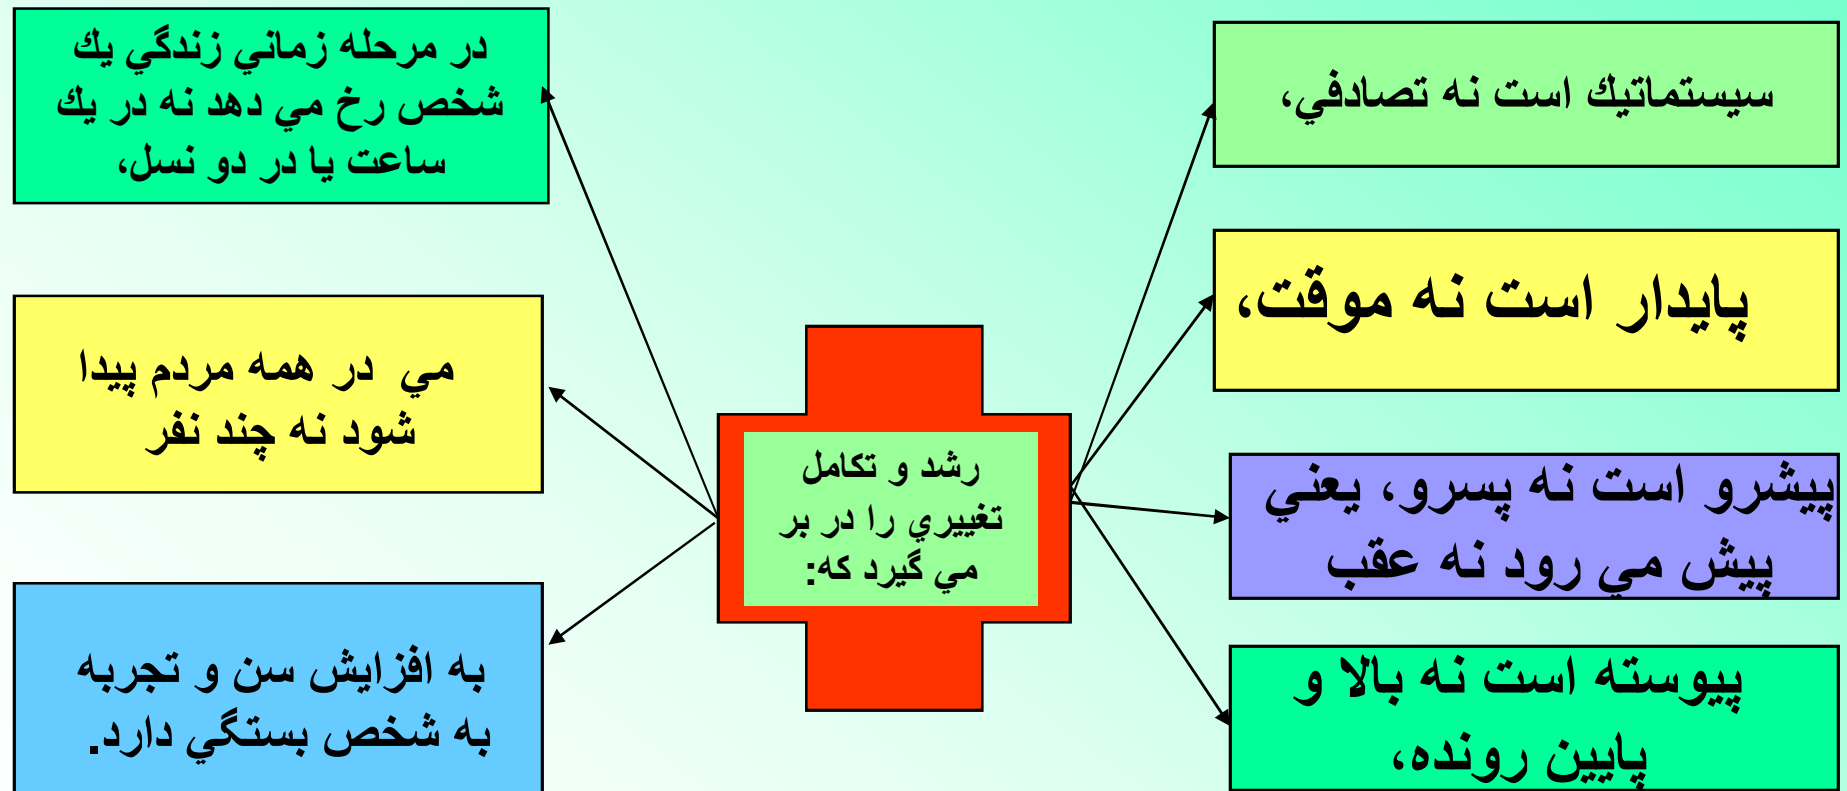 رشد و تكامل
تغييري را در بر
مي گيرد كه:
سيستماتيك است نه تصادفي،
پايدار است نه موقت،
پيشرو است نه پسرو، يعني
پيش مي رود نه عقب
پيوسته است نه بالا و
پايين رونده،
در مرحله زماني زندگي يك
شخص رخ مي دهد نه در يك
ساعت يا در دو نسل،
مي در همه مردم پيدا
شود نه چند نفر
به افزايش سن و تجربه
به شخص بستگي دارد.